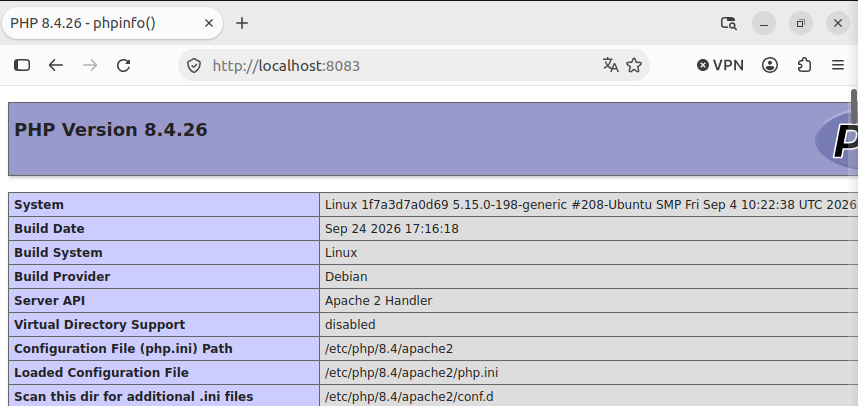 PHP 8.4.26 - phpinfo()
http://localhost:8083
VPN
PHP Version 8.4.26
System Linux 1f7a3d7a0d69 5.15.0-198-generic #208-Ubuntu SMP Fri Sep 4 10:22:38 UTC 2026
Build Date Sep 24 2026 17:16:18
Build System Linux
Build Provider Debian
Server API Apache 2 Handler
Virtual Directory Support disabled
Configuration File (php.ini) Path /etc/php/8.4/apache2
Loaded Configuration File /etc/php/8.4/apache2/php.ini
Scan this dir for additional .ini files /etc/php/8.4/apache2/conf.d